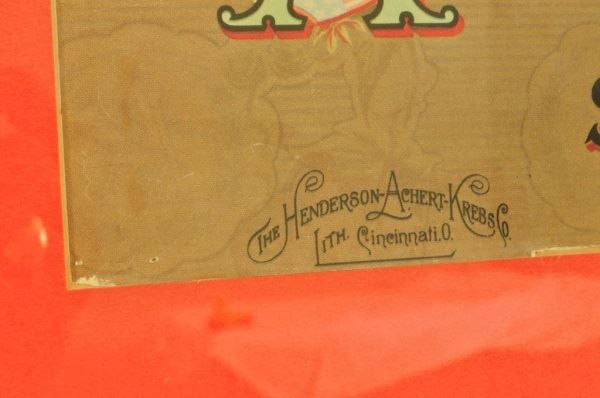 The Henderson-Achert-Krebs Co.
Lith. Cincinnati. O.